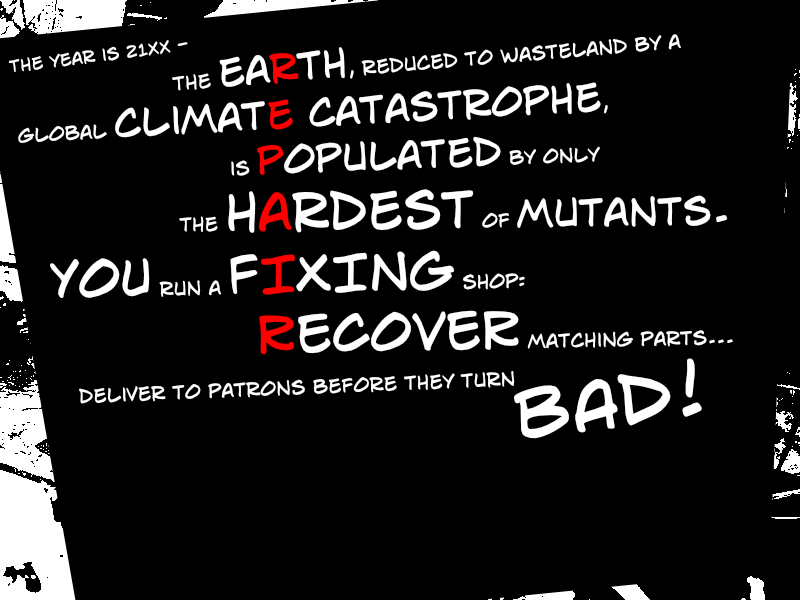 THE YEAR IS 21XX –
THE EARTH, REDUCED TO WASTELAND BY A
GLOBAL CLIMATE CATASTROPHE,
IS POPULATED BY ONLY
THE HARDEST OF MUTANTS.
YOU RUN A FIXING SHOP:
RECOVER MATCHING PARTS...
DELIVER TO PATRONS BEFORE THEY TURN
BAD!